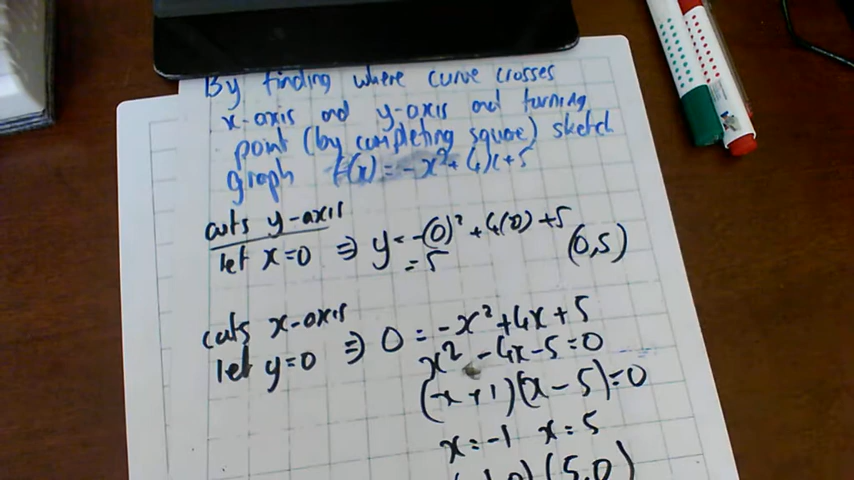 By finding where curve crosses
x-axis and y-axis and turning
point (by completing square) sketch
graph f(x) = -x² + 4x + 5
cuts y-axis
let x=0 ⇒ y = -(0)² + 4(0) + 5
= 5
(0,5)
cuts x-axis
let y=0 ⇒ 0 = -x² + 4x + 5
x² - 4x - 5 = 0
(x+1)(x-5) = 0
x = -1 x = 5
(5,0)